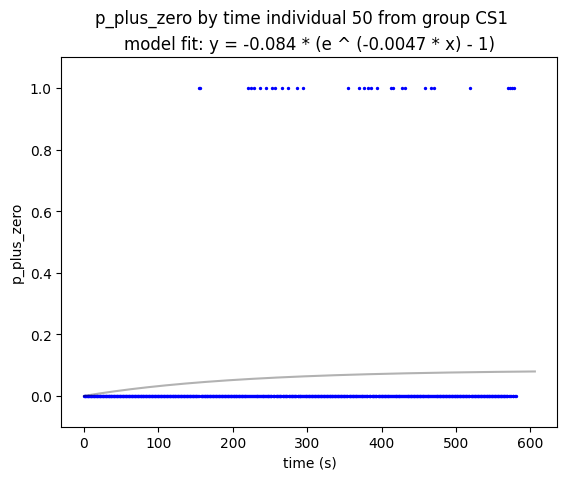 p_plus_zero by time individual 50 from group CS1
model fit: y = -0.084 * (e ^ (-0.0047 * x) - 1)
1.0
0.8
0.6
0.4
0.2
0.0
p_plus_zero
0 100 200 300 400 500 600
time (s)